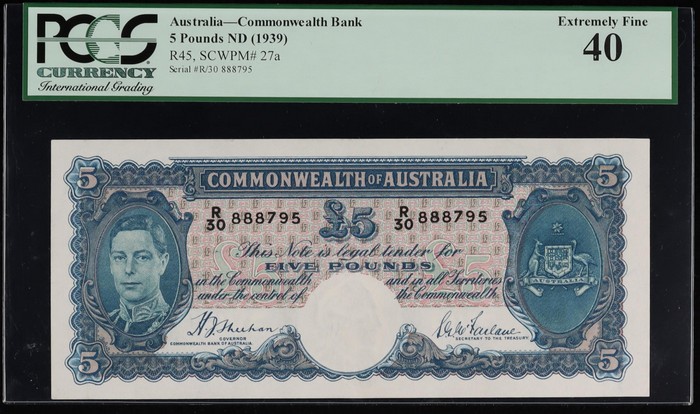 PCGS
CURRENCY
International Grading
Australia—Commonwealth Bank
5 Pounds ND (1939)
R45, SCWPM# 27a
Serial #R/30 888795
Extremely Fine
40
COMMONWEALTH OF AUSTRALIA
5
5
R/30 888795
£5
R/30 888795
This Note is legal tender for
FIVE POUNDS
in the Commonwealth and in all Territories
under the control of the Commonwealth.
H.J. Sheehan
GOVERNOR
COMMONWEALTH BANK OF AUSTRALIA.
S.G. McFarlane
SECRETARY TO THE TREASURY.
AUSTRALIA
5
5